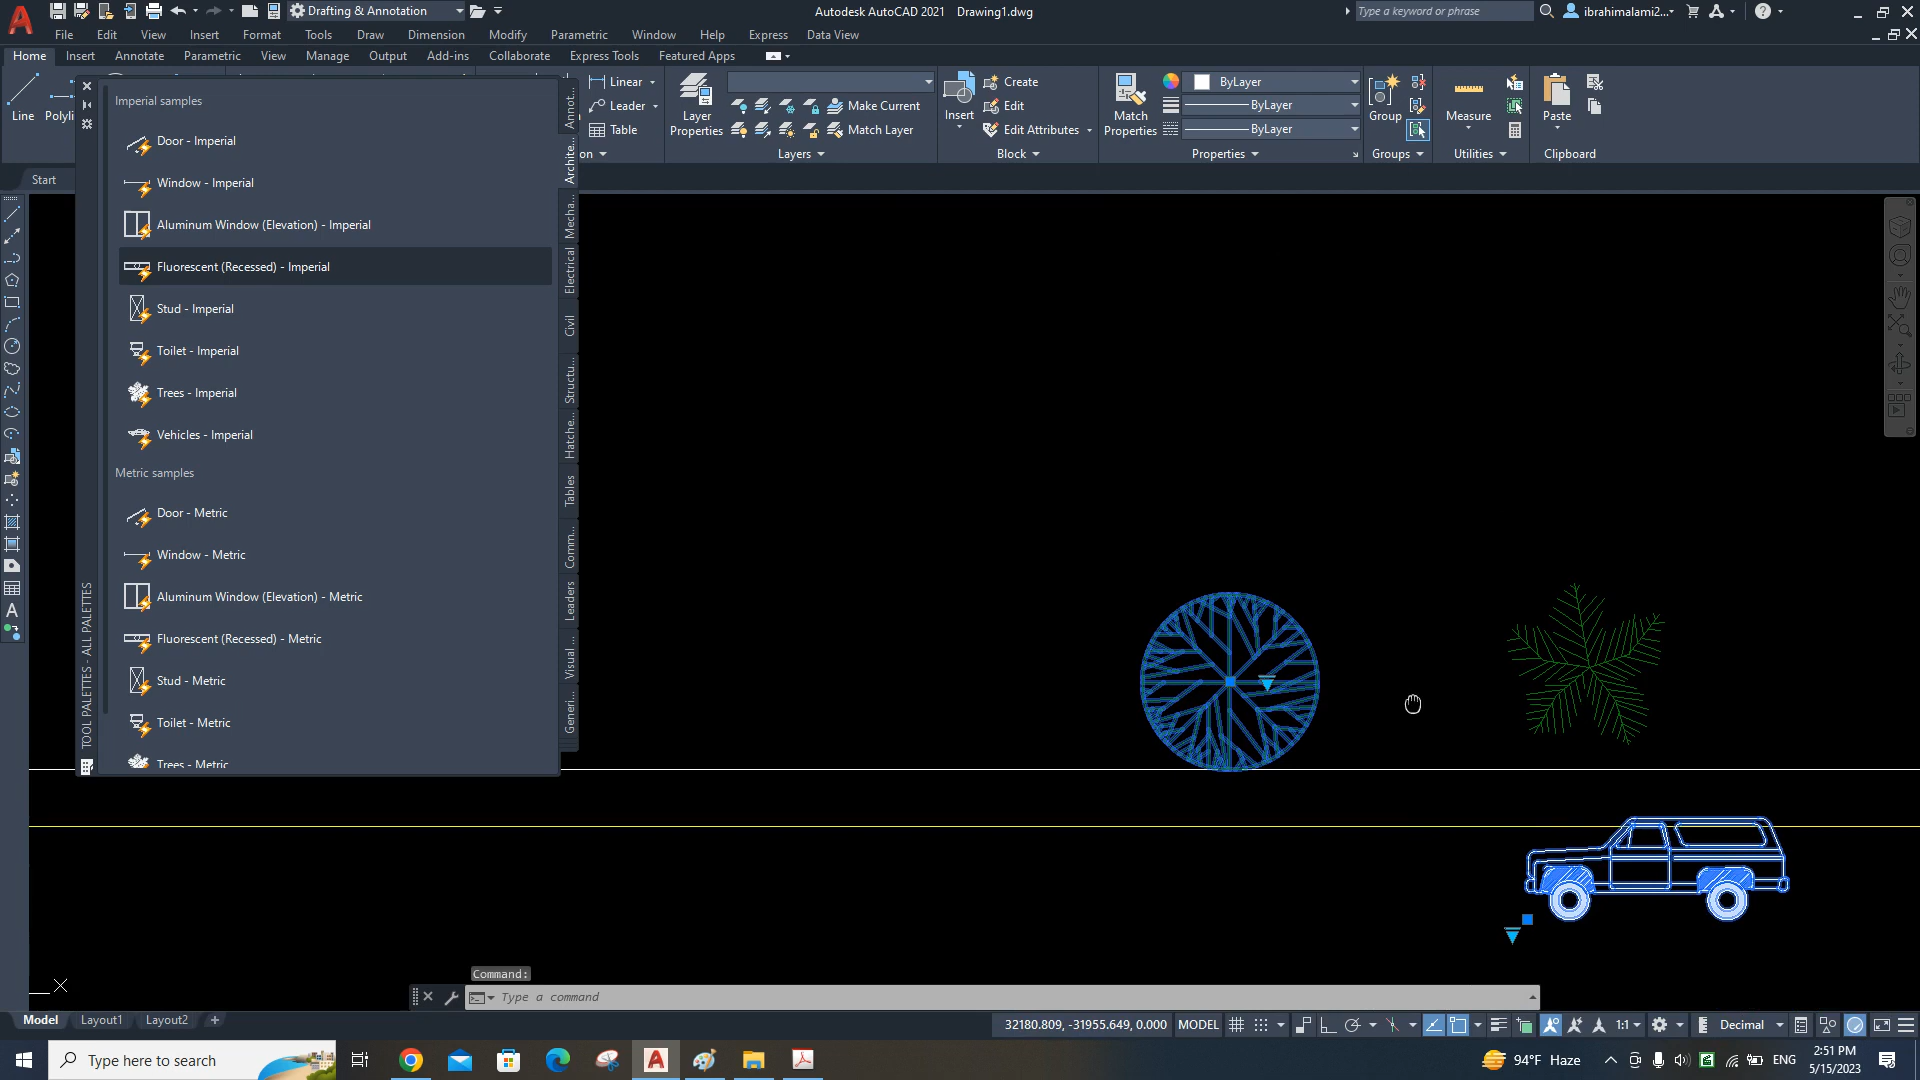 Drafting & Annotation
Autodesk AutoCAD 2021 Drawing1.dwg
Type a keyword or phrase
ibrahimalami2...
File Edit View Insert Format Tools Draw Dimension Modify Parametric Window Help Express Data View
Home Insert Annotate Parametric View Manage Output Add-ins Collaborate Express Tools Featured Apps
Line
Polyli
Linear
Leader
Table
Layer Properties
Make Current
Match Layer
Layers
Insert
Create
Edit
Edit Attributes
Block
Match Properties
ByLayer
ByLayer
ByLayer
Properties
Group
Groups
Measure
Utilities
Paste
Clipboard
Start
Imperial samples
Door - Imperial
Window - Imperial
Aluminum Window (Elevation) - Imperial
Fluorescent (Recessed) - Imperial
Stud - Imperial
Toilet - Imperial
Trees - Imperial
Vehicles - Imperial
Metric samples
Door - Metric
Window - Metric
Aluminum Window (Elevation) - Metric
Fluorescent (Recessed) - Metric
Stud - Metric
Toilet - Metric
Trees - Metric
TOOL PALETTES - ALL PALETTES
Annot...
Archite...
Mecha...
Electrical
Civil
Structu...
Hatche...
Tables
Comm...
Leaders
Visual...
Generi...
Command:
Type a command
Model Layout1 Layout2
32180.809, -31955.649, 0.000 MODEL
1:1
Decimal
Type here to search
94°F Haze
ENG
2:51 PM
5/15/2023